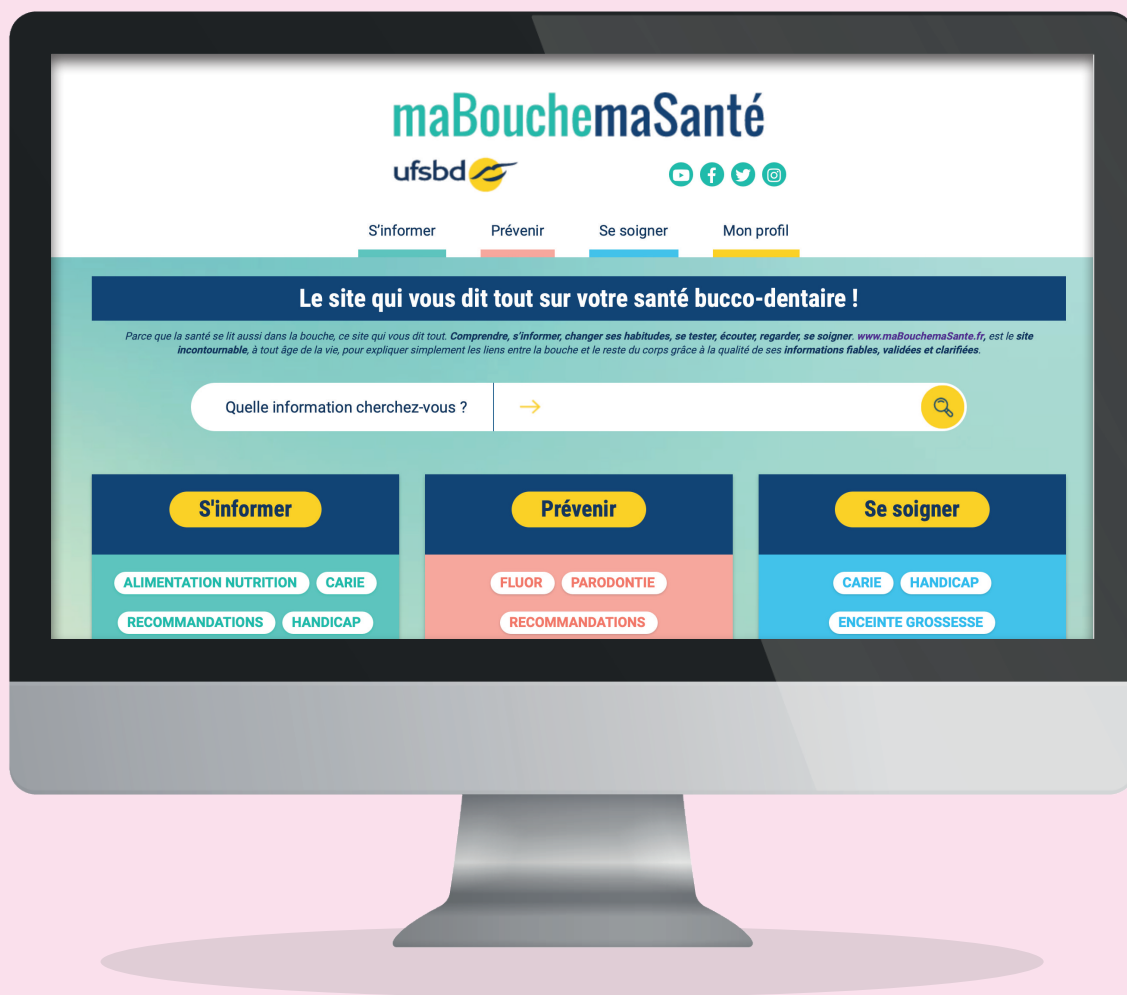 maBouchemaSanté
ufsbd
S'informer Prévenir Se soigner Mon profil
Le site qui vous dit tout sur votre santé bucco-dentaire !
Parce que la santé se lit aussi dans la bouche, ce site qui vous dit tout. Comprendre, s'informer, changer ses habitudes, se tester, écouter, regarder, se soigner. www.maBouchemaSante.fr, est le site
incontournable, à tout âge de la vie, pour expliquer simplement les liens entre la bouche et le reste du corps grâce à la qualité de ses informations fiables, validées et clarifiées.
Quelle information cherchez-vous ?
S'informer
ALIMENTATION NUTRITION CARIE
RECOMMANDATIONS HANDICAP
Prévenir
FLUOR PARODONTIE
RECOMMANDATIONS
Se soigner
CARIE HANDICAP
ENCEINTE GROSSESSE